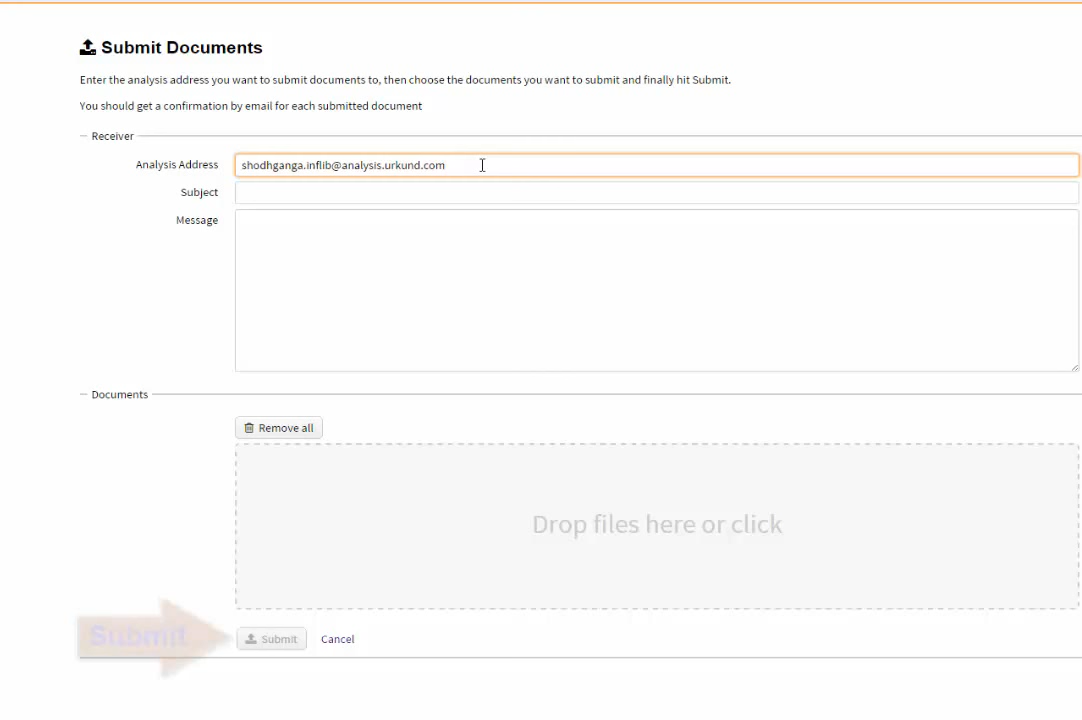 Submit Documents
Enter the analysis address you want to submit documents to, then choose the documents you want to submit and finally hit Submit.
You should get a confirmation by email for each submitted document
Receiver
Analysis Address shodhganga.inflib@analysis.urkund.com
Subject
Message
Documents
Remove all
Drop files here or click
Submit Submit Cancel